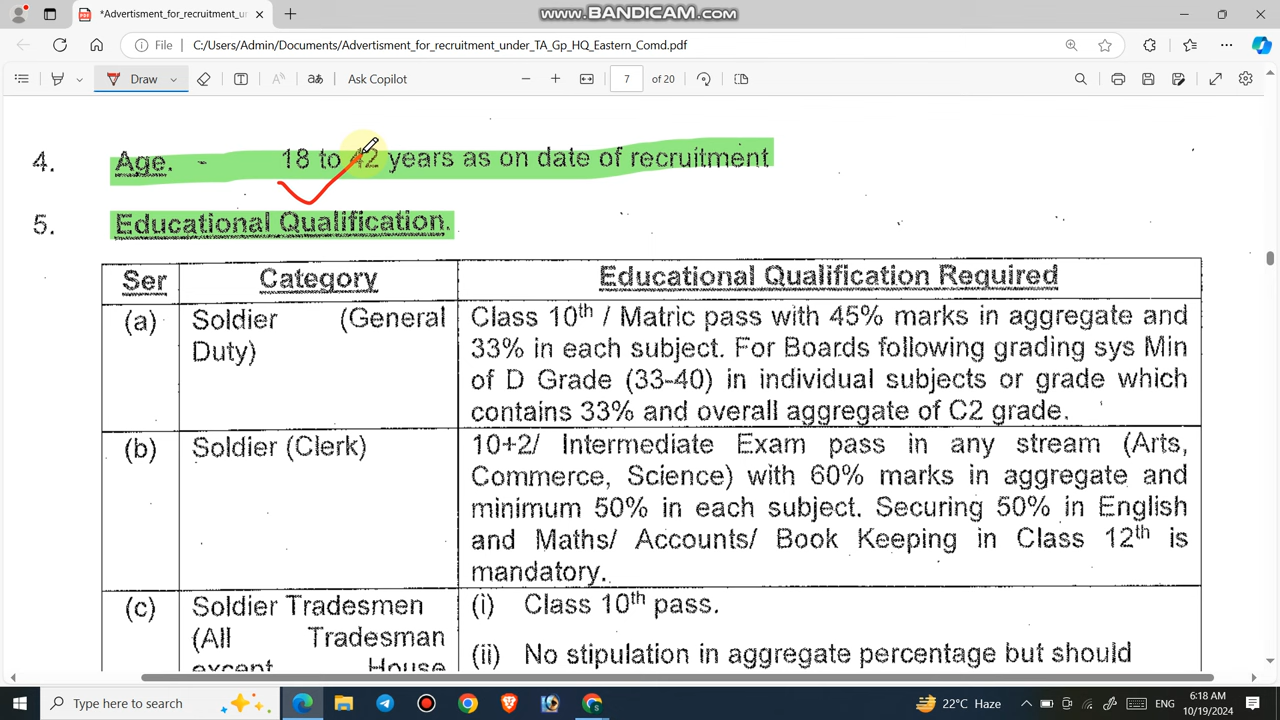 *Advertisment_for_recruitment_un
www.BANDICAM.com
File C:/Users/Admin/Documents/Advertisment_for_recruitment_under_TA_Gp_HQ_Eastern_Comd.pdf
Draw Ask Copilot 7 of 20
4. Age. - 18 to 42 years as on date of recruitment
5. Educational Qualification.
Ser Category Educational Qualification Required
(a) Soldier (General Duty)
Class 10th / Matric pass with 45% marks in aggregate and
33% in each subject. For Boards following grading sys Min
of D Grade (33-40) in individual subjects or grade which
contains 33% and overall aggregate of C2 grade.
(b) Soldier (Clerk)
10+2/ Intermediate Exam pass in any stream (Arts,
Commerce, Science) with 60% marks in aggregate and
minimum 50% in each subject. Securing 50% in English
and Maths/ Accounts/ Book Keeping in Class 12th is
mandatory.
(c) Soldier Tradesmen
(All Tradesman
except House
(i) Class 10th pass.
(ii) No stipulation in aggregate percentage but should
Type here to search
22°C Haze
6:18 AM
10/19/2024